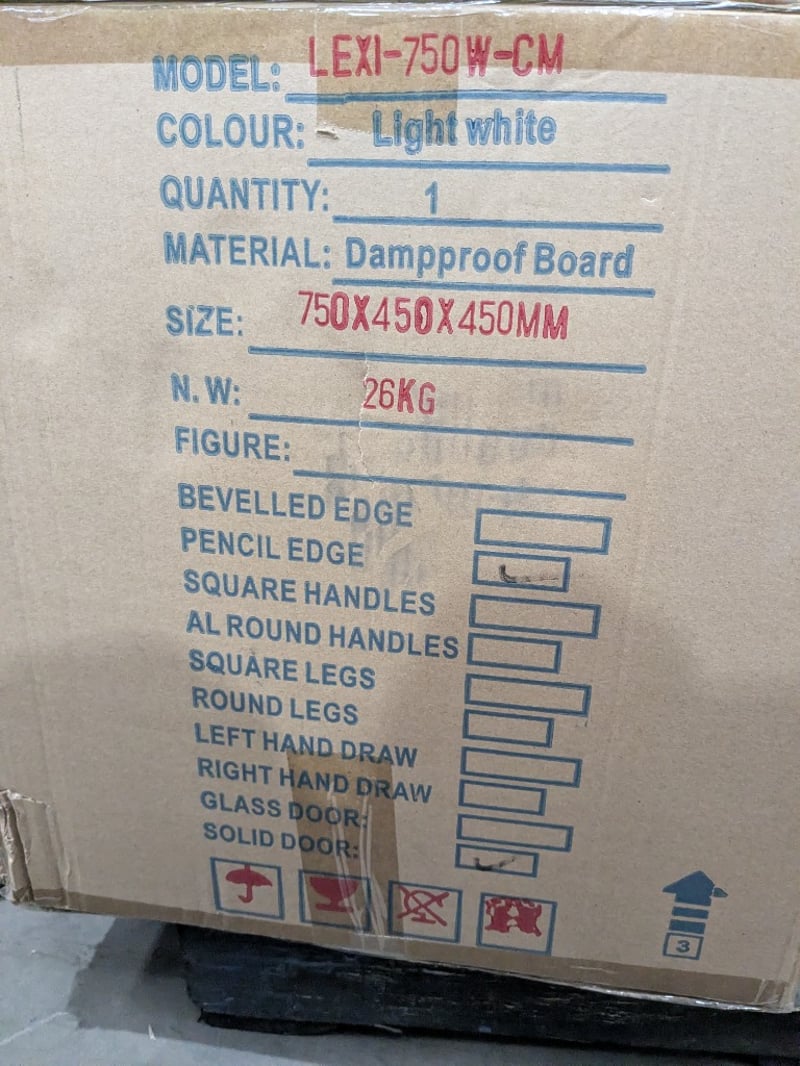 MODEL: LEXI-750W-CM
COLOUR: Light white
QUANTITY: 1
MATERIAL: Dampproof Board
SIZE: 750X450X450MM
N.W: 26KG
FIGURE:
BEVELLED EDGE
PENCIL EDGE
SQUARE HANDLES
AL ROUND HANDLES
SQUARE LEGS
ROUND LEGS
LEFT HAND DRAW
RIGHT HAND DRAW
GLASS DOOR:
SOLID DOOR:
3